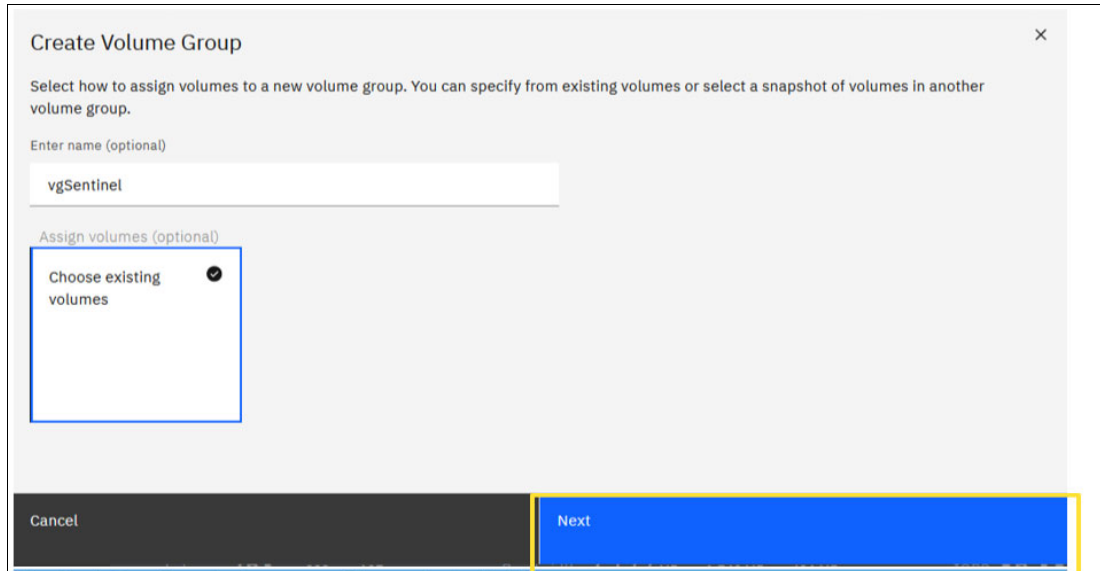 Create Volume Group
Select how to assign volumes to a new volume group. You can specify from existing volumes or select a snapshot of volumes in another
volume group.
Enter name (optional)
vgSentinel
Assign volumes (optional)
Choose existing
volumes
Cancel
Next